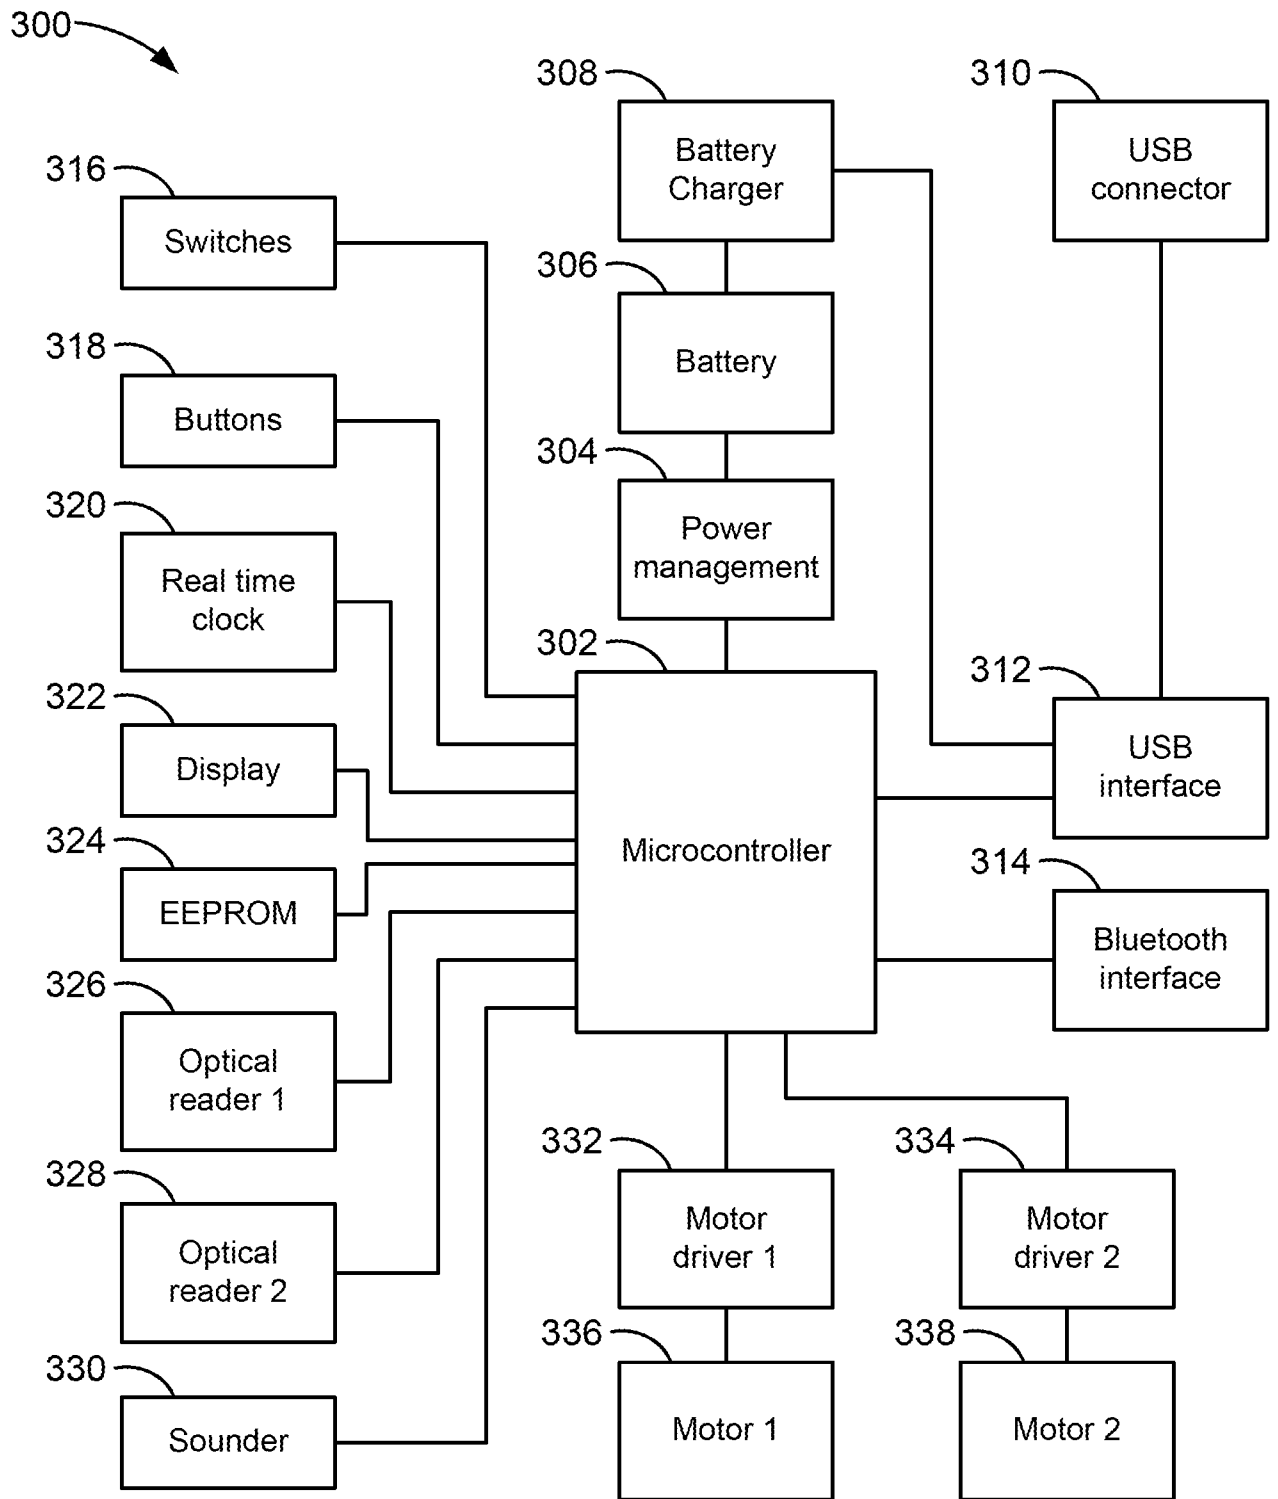 300
308
310
Battery
Charger
USB
connector
316
Switches
306
Battery
318
Buttons
304
Power
management
320
Real time
clock
302
Microcontroller
312
USB
interface
322
Display
324
EEPROM
314
Bluetooth
interface
326
Optical
reader 1
328
Optical
reader 2
332
Motor
driver 1
334
Motor
driver 2
330
Sounder
336
Motor 1
338
Motor 2